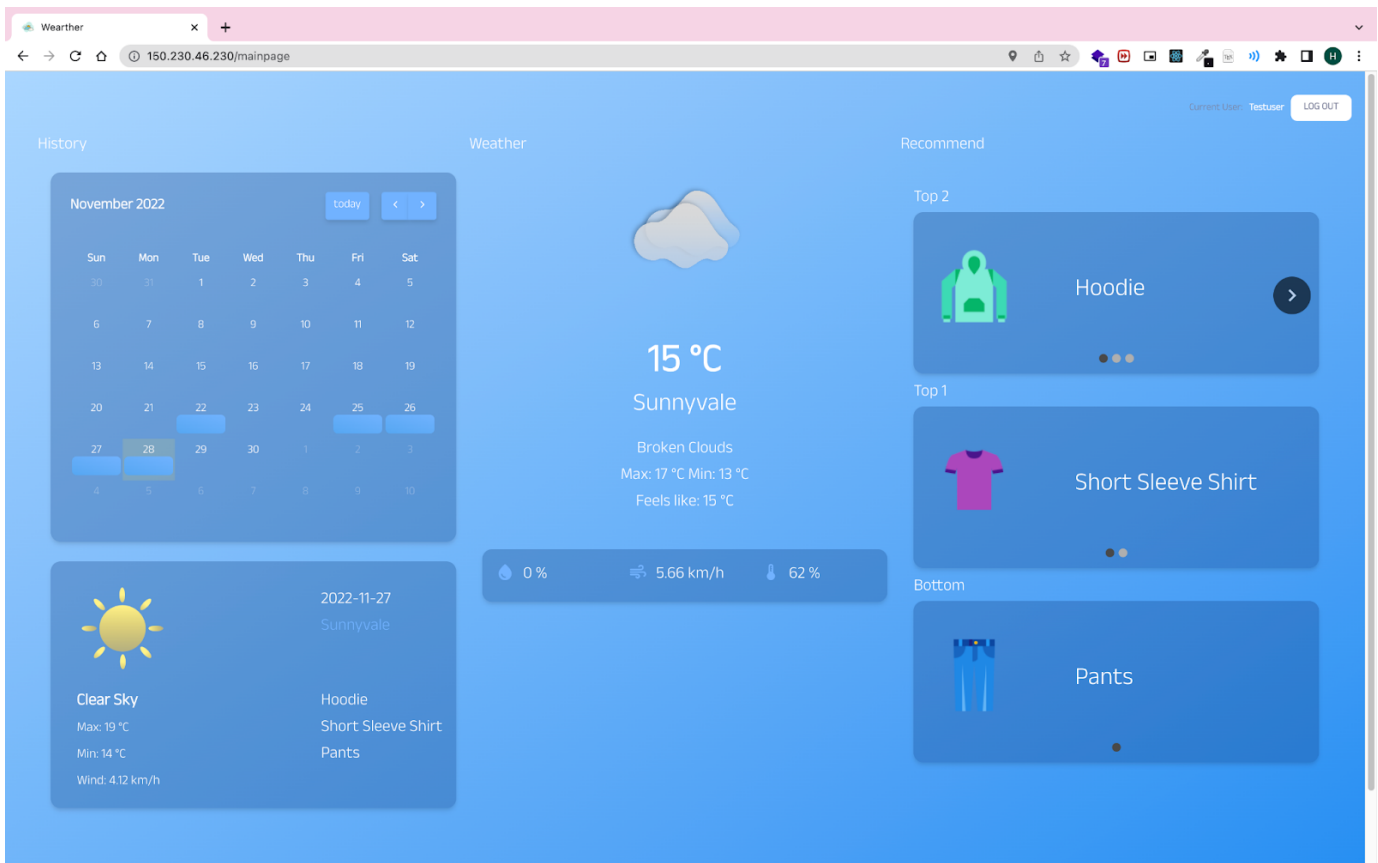 Wearther
150.230.46.230/mainpage
7
H
Current User: Testuser LOG OUT
History
November 2022 today
Sun Mon Tue Wed Thu Fri Sat
30 31 1 2 3 4 5
6 7 8 9 10 11 12
13 14 15 16 17 18 19
20 21 22 23 24 25 26
27 28 29 30 1 2 3
4 5 6 7 8 9 10
2022-11-27
Sunnyvale
Clear Sky
Max: 19 °C
Min: 14 °C
Wind: 4.12 km/h
Hoodie
Short Sleeve Shirt
Pants
Weather
15 °C
Sunnyvale
Broken Clouds
Max: 17 °C Min: 13 °C
Feels like: 15 °C
0 % 5.66 km/h 62 %
Recommend
Top 2
Hoodie
Top 1
Short Sleeve Shirt
Bottom
Pants